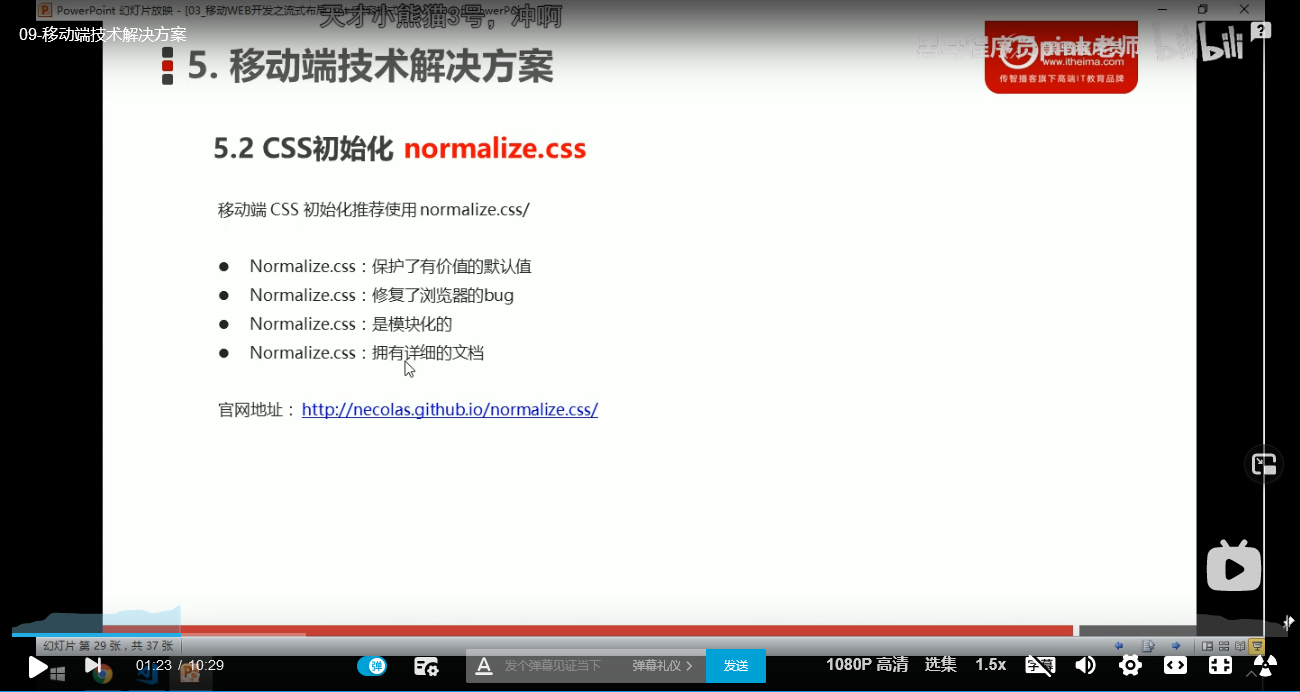 PowerPoint 幻灯片放映 - [03_移动WEB开发之流式布局
天才小熊猫3号，冲啊
09-移动端技术解决方案
黑马程序员pink老师
bili
5. 移动端技术解决方案
www.itheima.com
传智播客旗下高端IT教育品牌
5.2 CSS初始化 normalize.css
移动端 CSS 初始化推荐使用 normalize.css/
● Normalize.css：保护了有价值的默认值
● Normalize.css：修复了浏览器的bug
● Normalize.css：是模块化的
● Normalize.css：拥有详细的文档
官网地址： http://necolas.github.io/normalize.css/
幻灯片 第 29 张，共 37 张
01:23 / 10:29
弹
发个弹幕见证当下
弹幕礼仪 >
发送
1080P 高清
选集
1.5x
字幕